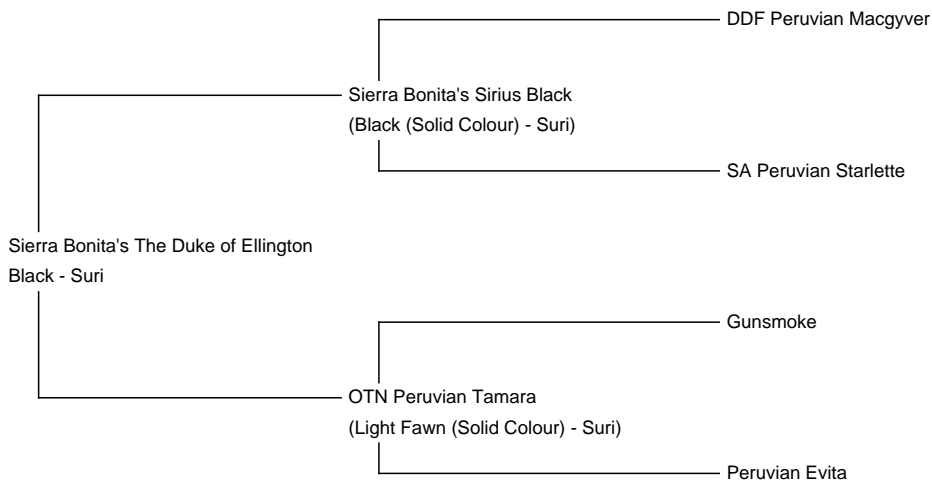 DDF Peruvian Macgyver
Sierra Bonita's Sirius Black
(Black (Solid Colour) - Suri)
SA Peruvian Starlette
Sierra Bonita's The Duke of Ellington
Black - Suri
Gunsmoke
OTN Peruvian Tamara
(Light Fawn (Solid Colour) - Suri)
Peruvian Evita